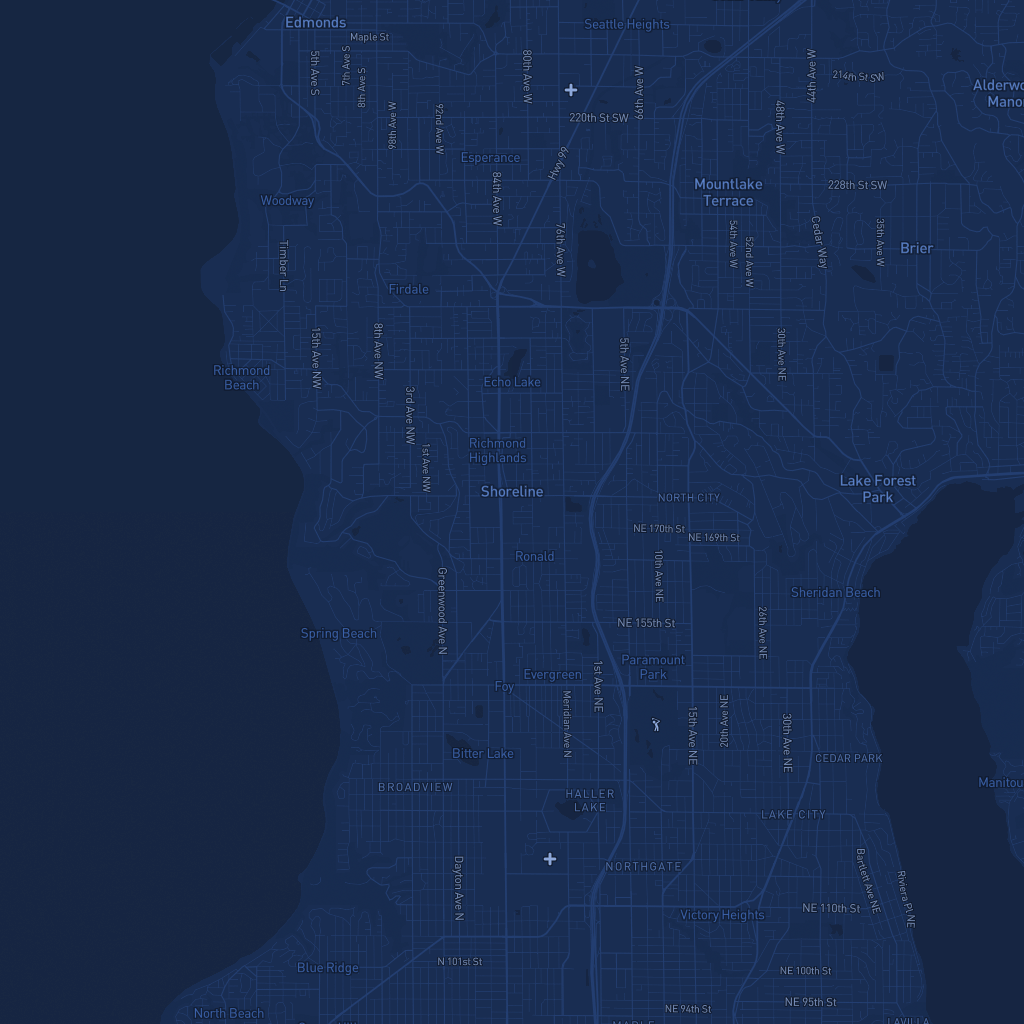 Edmonds
Seattle Heights
Maple St
5th Ave S
7th Ave S
8th Ave S
80th Ave W
44th Ave W
214th St SW
Alderwo
Mano
98th Ave W
92nd Ave W
220th St SW
48th Ave W
Esperance
Hwy 99
84th Ave W
Mountlake
Terrace
228th St SW
Woodway
Timber Ln
76th Ave W
54th Ave W
52nd Ave W
Cedar Way
35th Ave W
Brier
Firdale
15th Ave NW
8th Ave NW
5th Ave NE
30th Ave NE
Richmond
Beach
Echo Lake
3rd Ave NW
1st Ave NW
Richmond
Highlands
Lake Forest
Park
Shoreline
NORTH CITY
NE 170th St
NE 169th St
Ronald
10th Ave NE
Greenwood Ave N
Sheridan Beach
26th Ave NE
NE 155th St
Spring Beach
Paramount
Park
Evergreen
1st Ave NE
Foy
Meridian Ave N
15th Ave NE
20th Ave NE
30th Ave NE
Bitter Lake
CEDAR PARK
Manitou
BROADVIEW
HALLER
LAKE
LAKE CITY
Dayton Ave N
NORTHGATE
Bartlett Ave NE
Riviera Pl NE
NE 110th St
Victory Heights
N 101st St
Blue Ridge
NE 100th St
NE 95th St
North Beach
NE 94th St